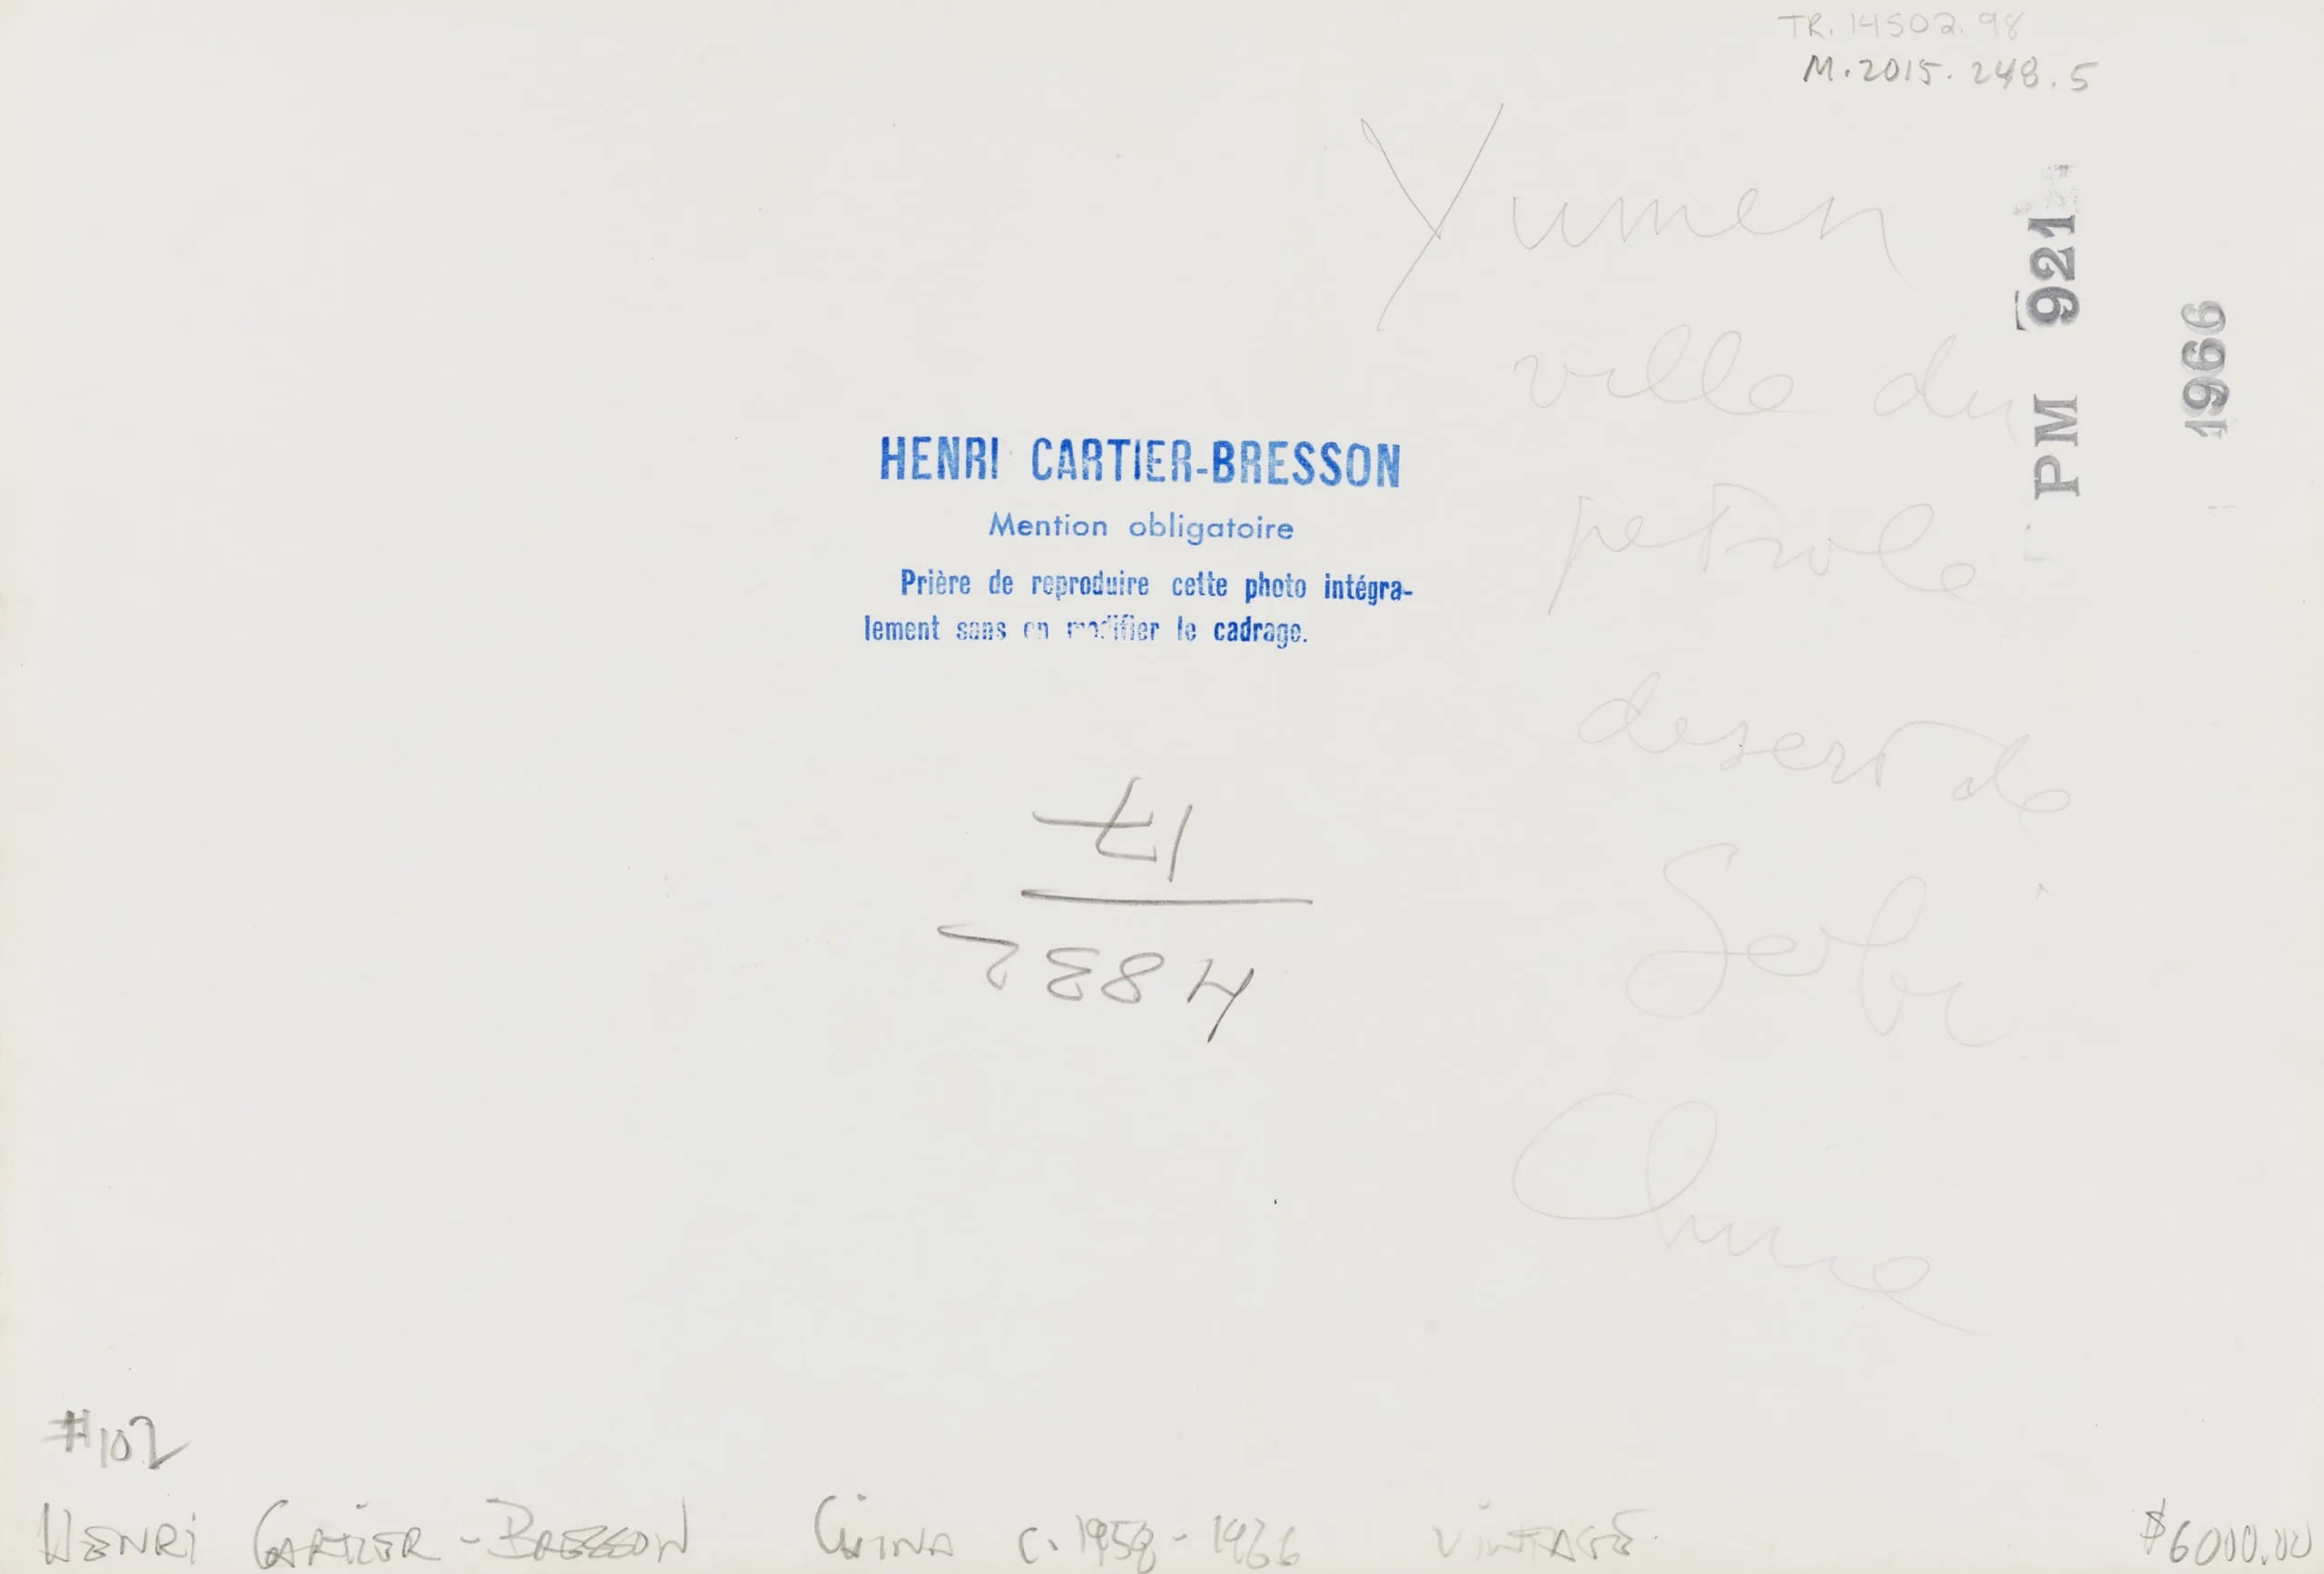 TR. 14502.98
M.2015.248.5
Yumen
ville du
petrole
desert de
Gobi
Chine
PM 921
1966
HENRI CARTIER-BRESSON
Mention obligatoire
Prière de reproduire cette photo intégra-
lement sans en modifier le cadrage.
4832
17
#102
HENRI CARTIER-BRESSON CHINA c. 1958-1966 VINTAGE $6000.00